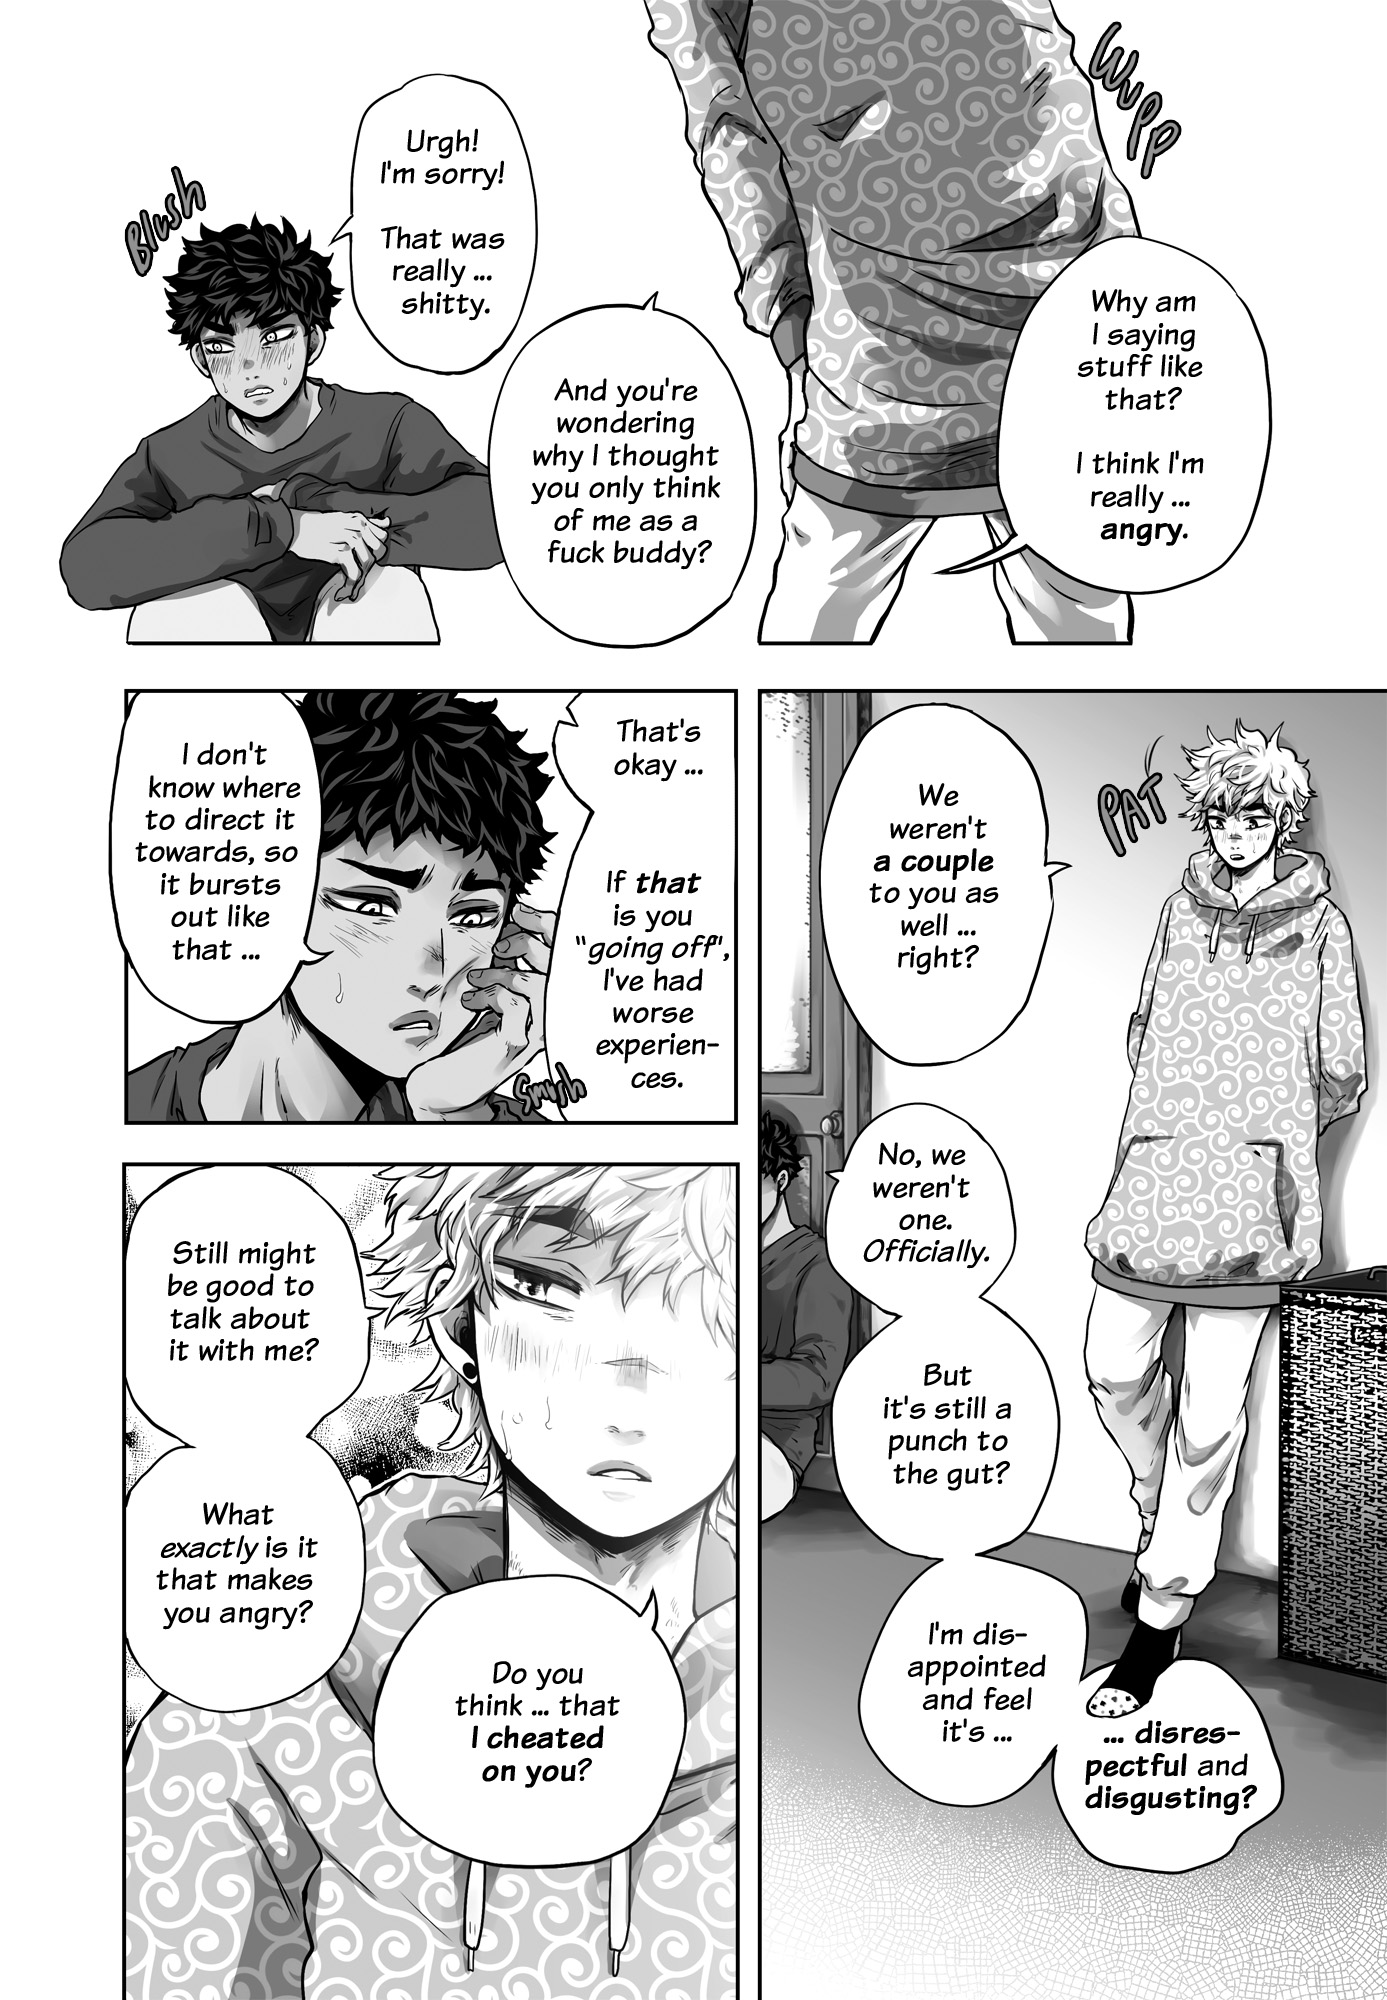 Blush
Urgh!
I'm sorry!
That was
really ...
shitty.
And you're
wondering
why I thought
you only think
of me as a
fuck buddy?
Wupp
Why am
I saying
stuff like
that?
I think I'm
really ...
angry.
I don't
know where
to direct it
towards, so
it bursts
out like
that ...
That's
okay ...
If that
is you
"going off",
I've had
worse
experien-
ces.
Smush
Still might
be good to
talk about
it with me?
What
exactly is it
that makes
you angry?
Do you
think ... that
I cheated
on you?
We
weren't
a couple
to you as
well ...
right?
PAT
No, we
weren't
one.
Officially.
But
it's still a
punch to
the gut?
I'm dis-
appointed
and feel
it's ...
... disres-
pectful and
disgusting?